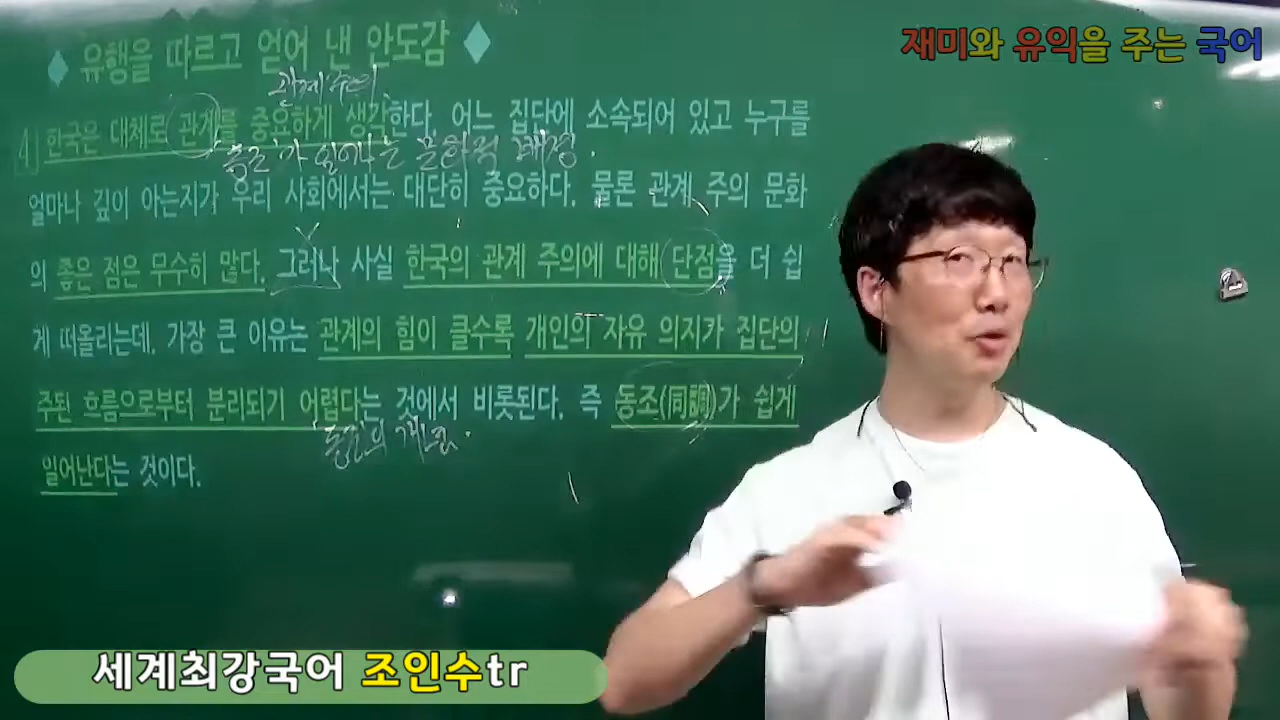 재미와 유익을 주는 국어
유행을 따르고 얻어 낸 안도감
관계주의
4 한국은 대체로 관계를 중요하게 생각한다. 어느 집단에 소속되어 있고 누구를
동조가 일어나는 문화적 배경.
얼마나 깊이 아는지가 우리 사회에서는 대단히 중요하다. 물론 관계 주의 문화
의 좋은 점은 무수히 많다. 그러나 사실 한국의 관계 주의에 대해 단점을 더 쉽
게 떠올리는데, 가장 큰 이유는 관계의 힘이 클수록 개인의 자유 의지가 집단의
주된 흐름으로부터 분리되기 어렵다는 것에서 비롯된다. 즉 동조(同調)가 쉽게
일어난다는 것이다.
세계최강국어 조인수tr